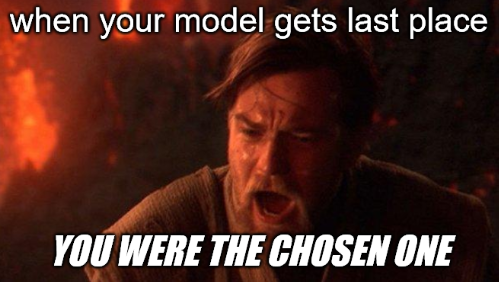 when your model gets last place
YOU WERE THE CHOSEN ONE